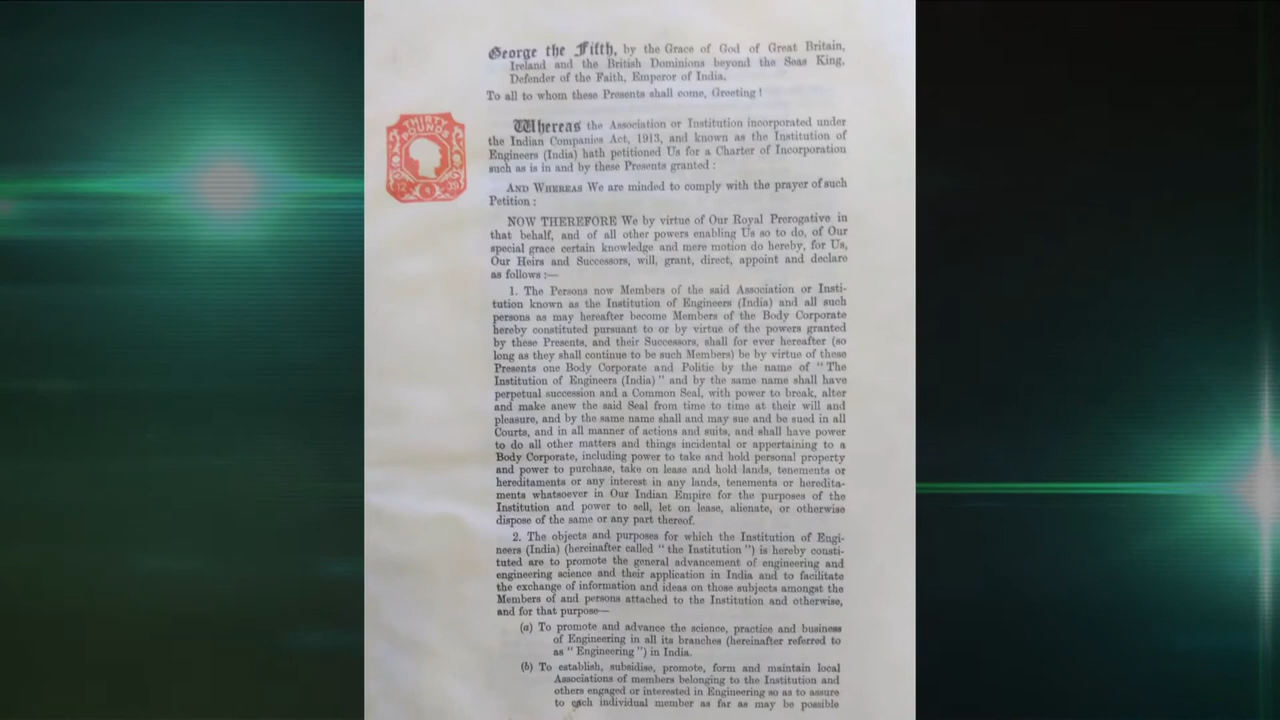 George the Fifth, by the Grace of God of Great Britain,
Ireland and the British Dominions beyond the Seas King,
Defender of the Faith, Emperor of India.
To all to whom these Presents shall come, Greeting!
THIRTY
POUNDS
Whereas the Association or Institution incorporated under
the Indian Companies Act, 1913, and known as the Institution of
Engineers (India) hath petitioned Us for a Charter of Incorporation
such as is in and by these Presents granted :
AND WHEREAS We are minded to comply with the prayer of such
Petition :
NOW THEREFORE We by virtue of Our Royal Prerogative in
that behalf, and of all other powers enabling Us so to do, of Our
special grace certain knowledge and mere motion do hereby, for Us,
Our Heirs and Successors, will, grant, direct, appoint and declare
as follows :—
1. The Persons now Members of the said Association or Insti-
tution known as the Institution of Engineers (India) and all such
persons as may hereafter become Members of the Body Corporate
hereby constituted pursuant to or by virtue of the powers granted
by these Presents, and their Successors, shall for ever hereafter (so
long as they shall continue to be such Members) be by virtue of these
Presents one Body Corporate and Politic by the name of “The
Institution of Engineers (India)” and by the same name shall have
perpetual succession and a Common Seal, with power to break, alter
and make anew the said Seal from time to time at their will and
pleasure, and by the same name shall and may sue and be sued in all
Courts, and in all manner of actions and suits, and shall have power
to do all other matters and things incidental or appertaining to a
Body Corporate, including power to take and hold personal property
and power to purchase, take on lease and hold lands, tenements or
hereditaments or any interest in any lands, tenements or heredita-
ments whatsoever in Our Indian Empire for the purposes of the
Institution and power to sell, let on lease, alienate, or otherwise
dispose of the same or any part thereof.
2. The objects and purposes for which the Institution of Engi-
neers (India) (hereinafter called “the Institution”) is hereby consti-
tuted are to promote the general advancement of engineering and
engineering science and their application in India and to facilitate
the exchange of information and ideas on those subjects amongst the
Members of and persons attached to the Institution and otherwise,
and for that purpose—
(a) To promote and advance the science, practice and business
of Engineering in all its branches (hereinafter referred to
as “Engineering”) in India.
(b) To establish, subsidise, promote, form and maintain local
Associations of members belonging to the Institution and
others engaged or interested in Engineering so as to assure
to each individual member as far as may be possible